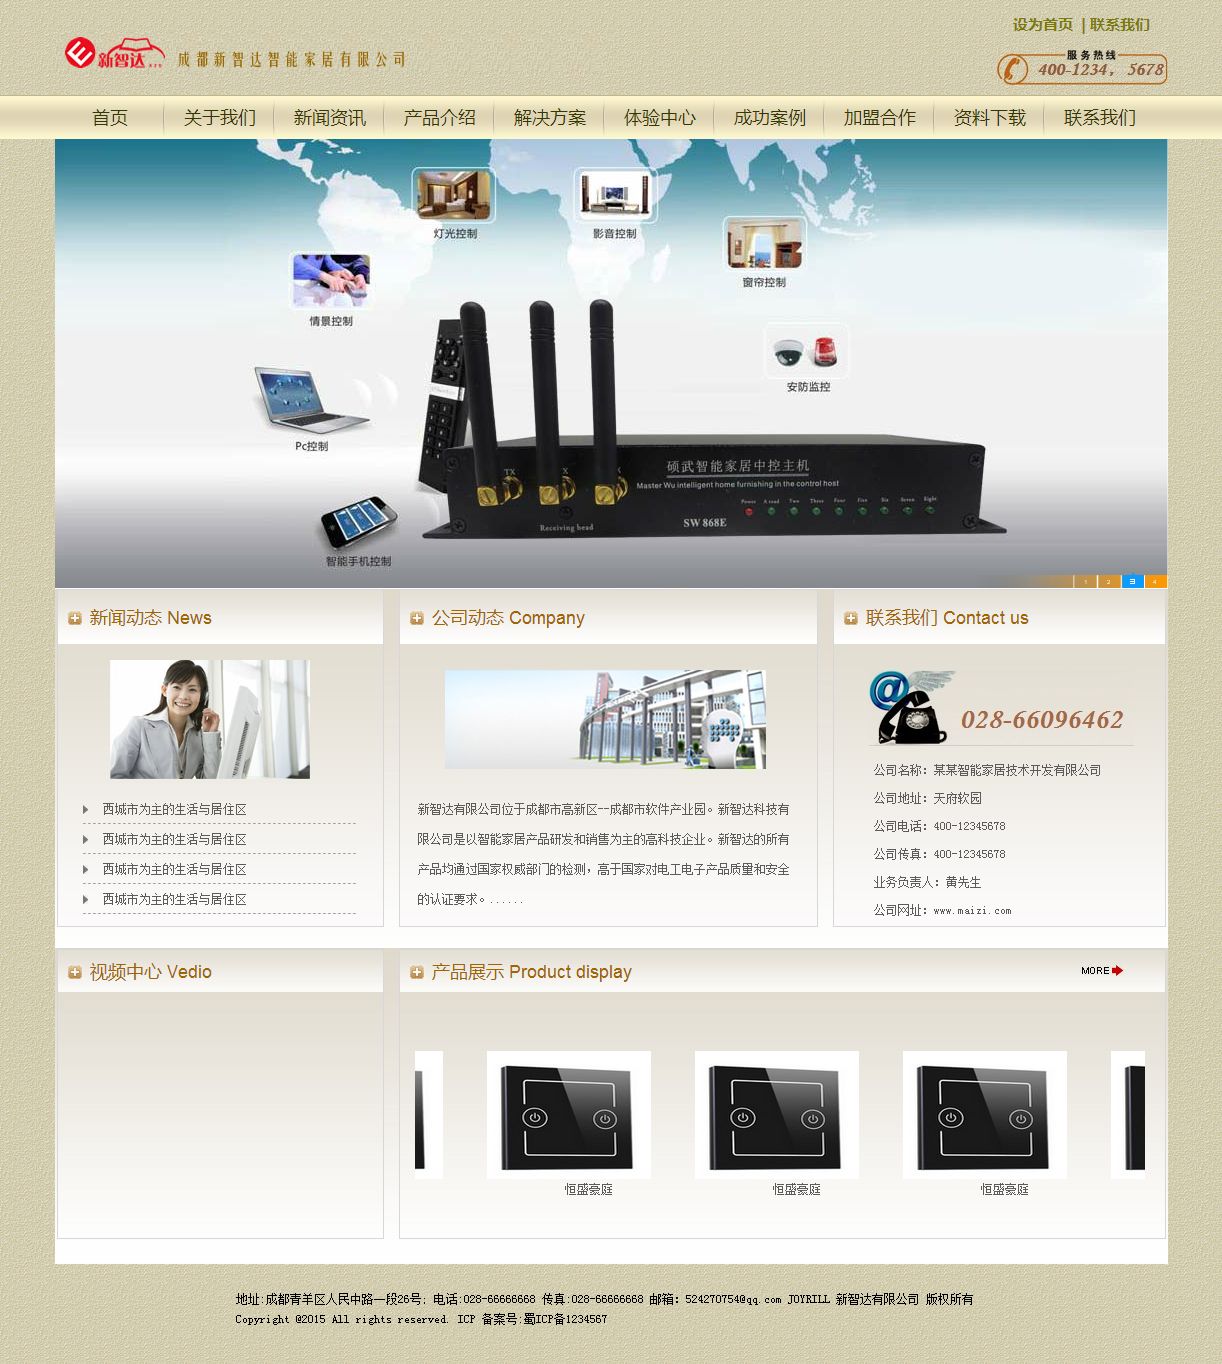 设为首页 | 联系我们
新智达...
成都新智达智能家居有限公司
服务热线
400-1234，5678
首页 关于我们 新闻资讯 产品介绍 解决方案 体验中心 成功案例 加盟合作 资料下载 联系我们
灯光控制
影音控制
窗帘控制
情景控制
安防监控
Pc控制
智能手机控制
硕武智能家居中控主机
Master Wu intelligent home furnishing in the control host
TX
X
Power A road Two Three Four Five Six Seven Eight
Receiving head
SW 868E
1 2 3 4
新闻动态 News
西城市为主的生活与居住区
西城市为主的生活与居住区
西城市为主的生活与居住区
西城市为主的生活与居住区
公司动态 Company
新智达有限公司位于成都市高新区--成都市软件产业园。新智达科技有
限公司是以智能家居产品研发和销售为主的高科技企业。新智达的所有
产品均通过国家权威部门的检测，高于国家对电工电子产品质量和安全
的认证要求。......
联系我们 Contact us
028-66096462
公司名称：某某智能家居技术开发有限公司
公司地址：天府软园
公司电话：400-12345678
公司传真：400-12345678
业务负责人：黄先生
公司网址：www.maizi.com
视频中心 Vedio
产品展示 Product display
MORE
恒盛豪庭
恒盛豪庭
恒盛豪庭
地址:成都青羊区人民中路一段26号; 电话:028-66666668 传真:028-66666668 邮箱: 524270754@qq.com JOYRILL 新智达有限公司 版权所有
Copyright @2015 All rights reserved. ICP 备案号:蜀ICP备1234567